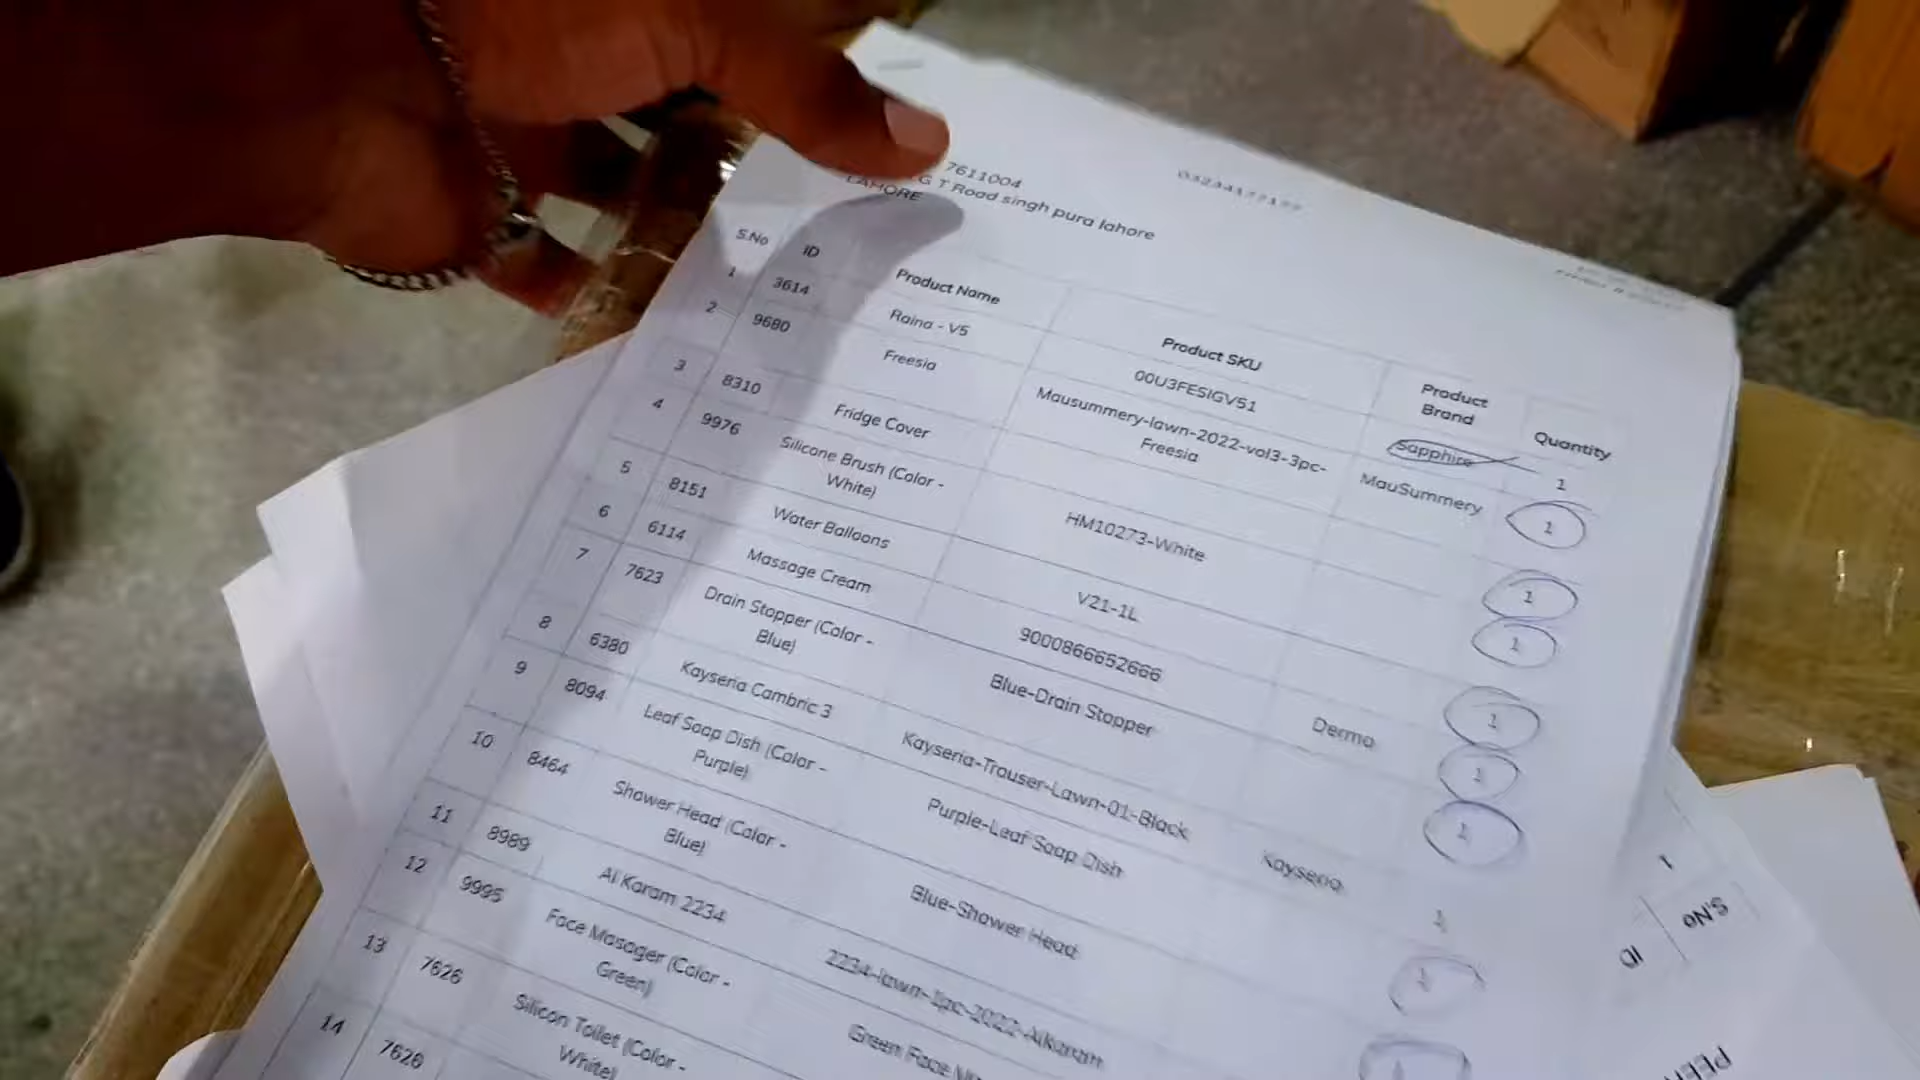 7611004
G T Road singh pura lahore
LAHORE
S.No ID Product Name Product SKU Product Brand Quantity
1 3614 Raina - V5 00U3FESIGV51 Sapphire 1
2 9680 Freesia Mausummery-lawn-2022-vol3-3pc-
Freesia MauSummery 1
3 8310 Fridge Cover 1
4 9976 Silicone Brush (Color -
White) HM10273-White 1
5 8151 Water Balloons V21-1L 1
6 6114 Massage Cream 9000866652666 Derma 1
7 7623 Drain Stopper (Color -
Blue) Blue-Drain Stopper 1
8 6380 Kayseria Cambric 3 Kayseria-Trouser-Lawn-01-Black Kayseria 1
9 8094 Leaf Soap Dish (Color -
Purple) Purple-Leaf Soap Dish 1
10 8464 Shower Head (Color -
Blue) Blue-Shower Head 1
11 8989 Al Karam 2234 2234-lawn-1pc-2022-Alkaram
12 9995 Face Masager (Color -
Green) Green Face
13 7626 Silicon Toilet (Color -
White)
14 7626
S.No ID
1